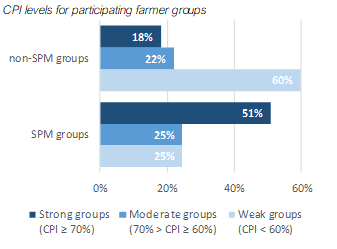 CPI levels for participating farmer groups
18%
non-SPM groups
22%
60%
51%
SPM groups
25%
25%
0% 20% 40% 60%
Strong groups Moderate groups Weak groups
(CPI ≥ 70%) (70% > CPI ≥ 60%) (CPI < 60%)